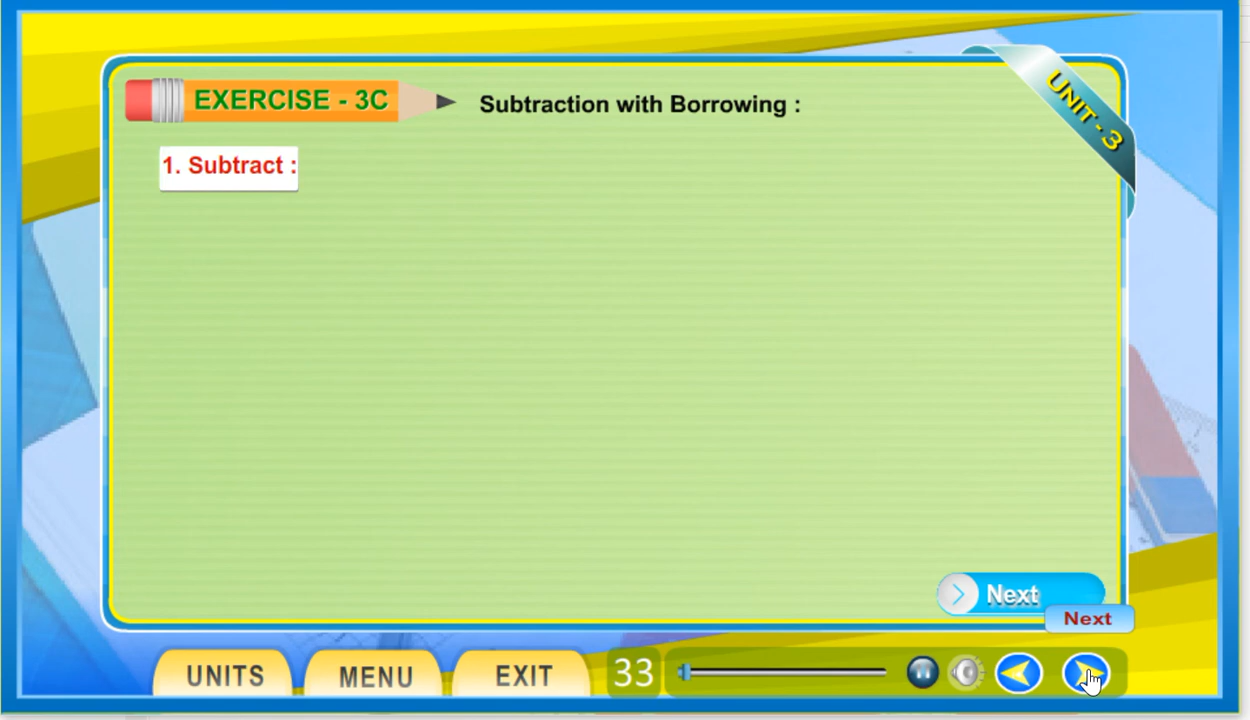 EXERCISE - 3C
Subtraction with Borrowing :
UNIT - 3
1. Subtract :
Next
Next
UNITS
MENU
EXIT
33